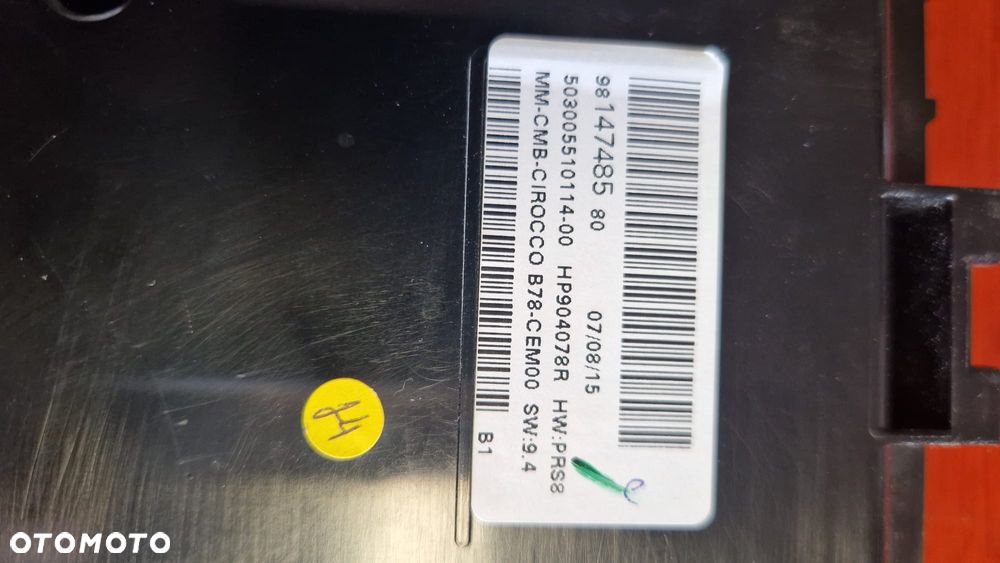 98147485 80 07/08/15
50300551O114-00 HP904078R HW:PRS8
MM-CMB-CIROCCO B78-CEM00 SW:9.4
B1
OTOMOTO